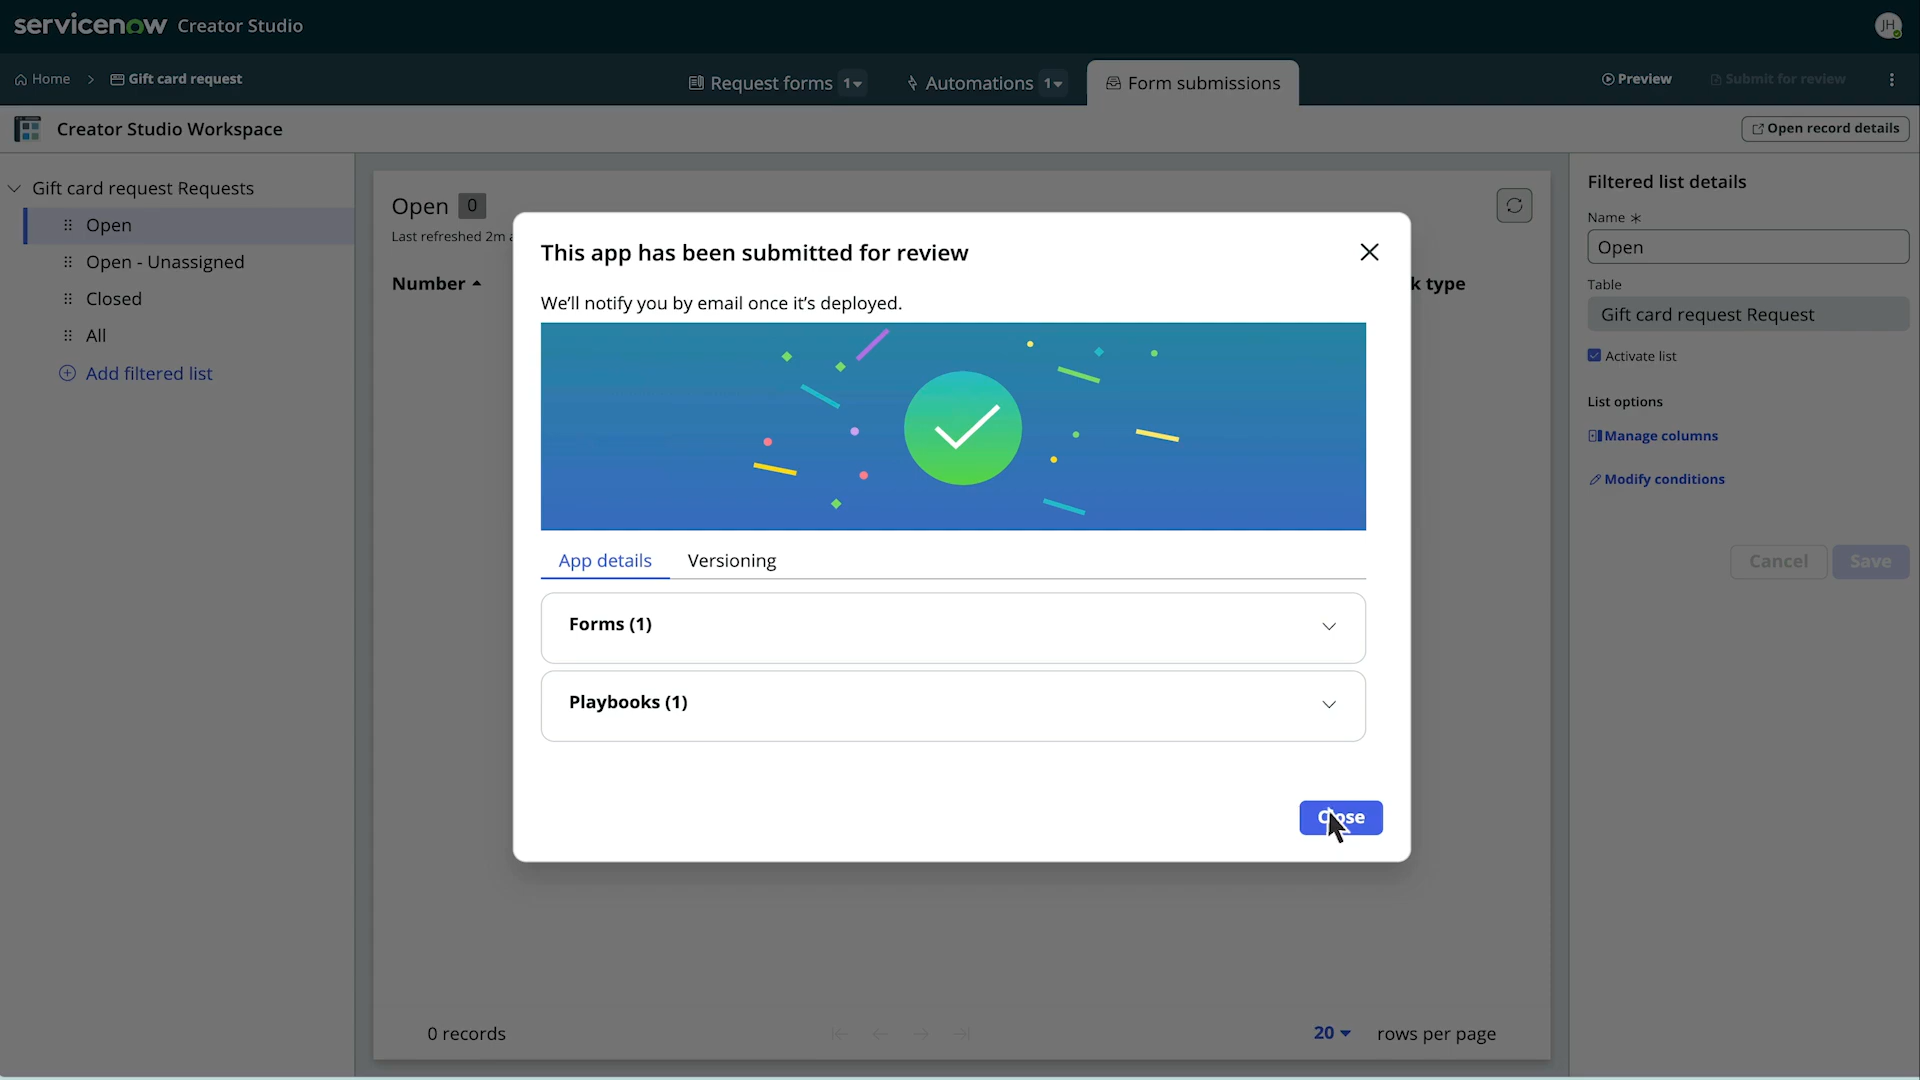 servicenow Creator Studio
JH
Home > Gift card request
Request forms 1
Automations 1
Form submissions
Preview
Submit for review
Creator Studio Workspace
Open record details
Gift card request Requests
Open
Open - Unassigned
Closed
All
Add filtered list
Open 0
Last refreshed 2m
Number
k type
This app has been submitted for review
We'll notify you by email once it's deployed.
App details
Versioning
Forms (1)
Playbooks (1)
Close
0 records
20
rows per page
Filtered list details
Name *
Open
Table
Gift card request Request
Activate list
List options
Manage columns
Modify conditions
Cancel
Save